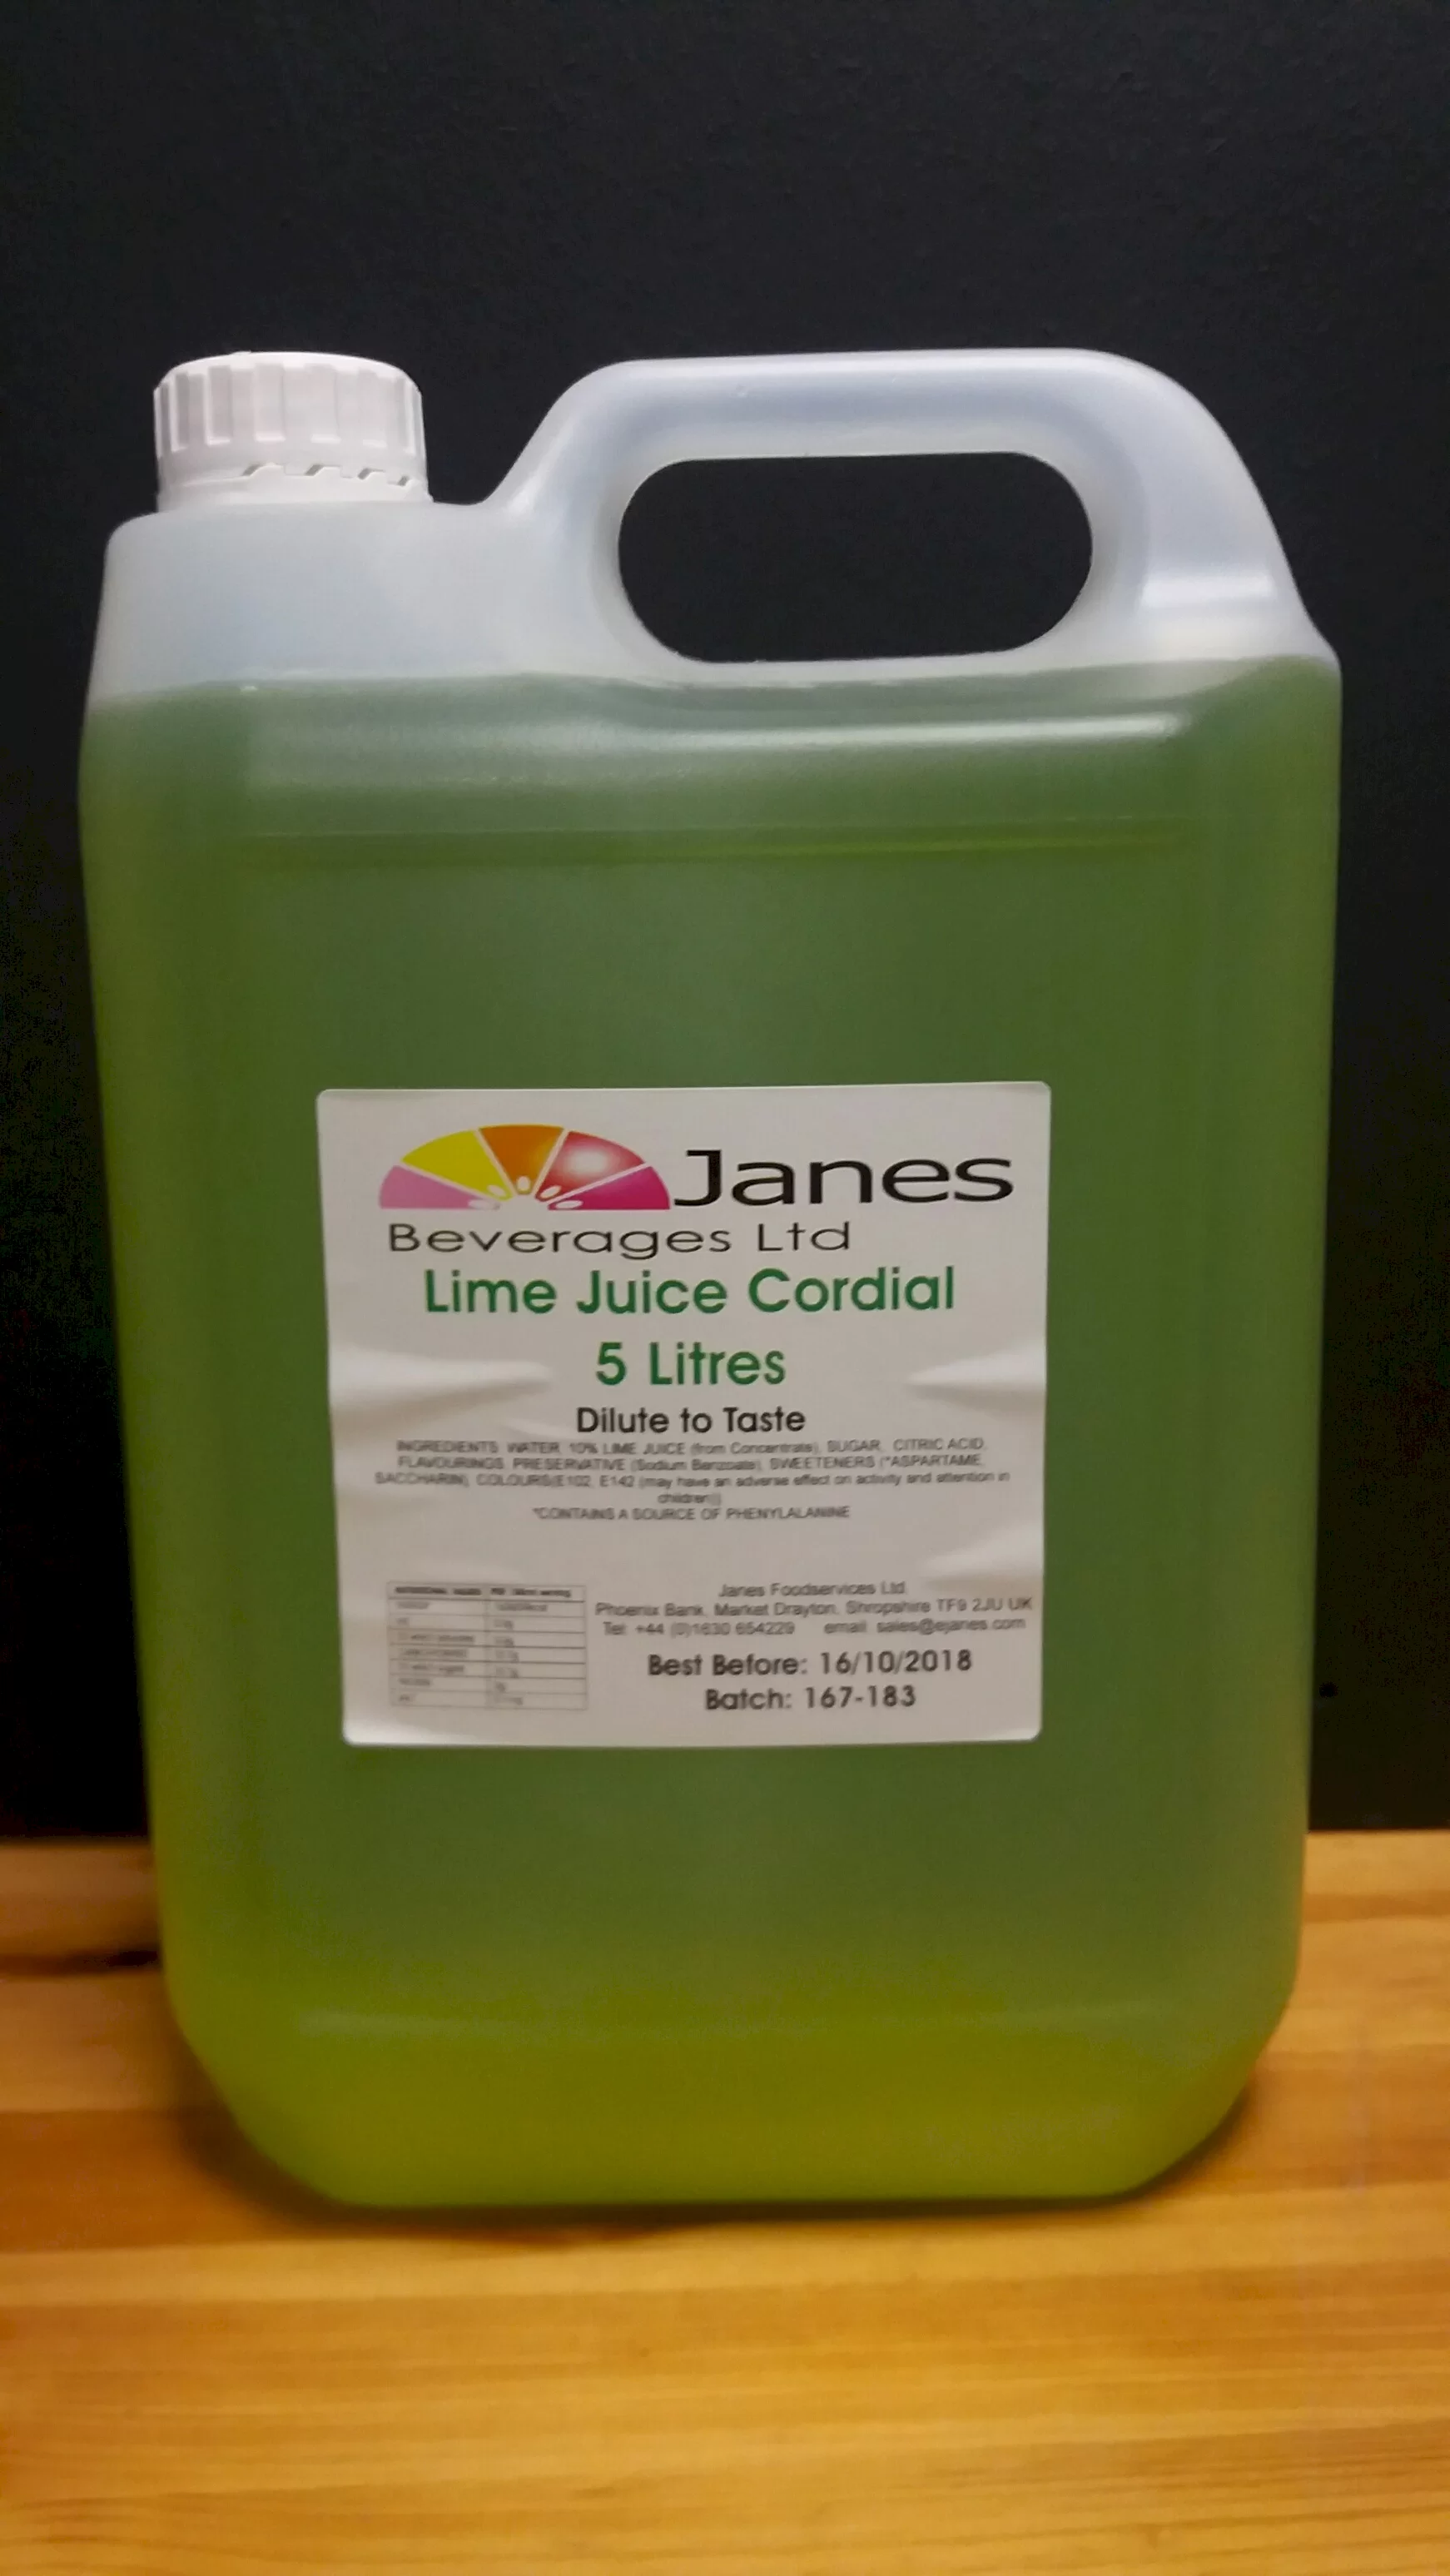 Janes
Beverages Ltd
Lime Juice Cordial
5 Litres
Dilute to Taste
INGREDIENTS: WATER, 10% LIME JUICE (from Concentrate), SUGAR, CITRIC ACID,
FLAVOURINGS, PRESERVATIVE (Sodium Benzoate), SWEETENERS (*ASPARTAME,
SACCHARIN), COLOURS(E102, E142 (may have an adverse effect on activity and attention in
children))
*CONTAINS A SOURCE OF PHENYLALANINE
Janes Foodservices Ltd
Phoenix Bank, Market Drayton, Shropshire TF9 2JU UK
Tel: +44 (0)1630 654229 email: sales@ejanes.com
Best Before: 16/10/2018
Batch: 167-183